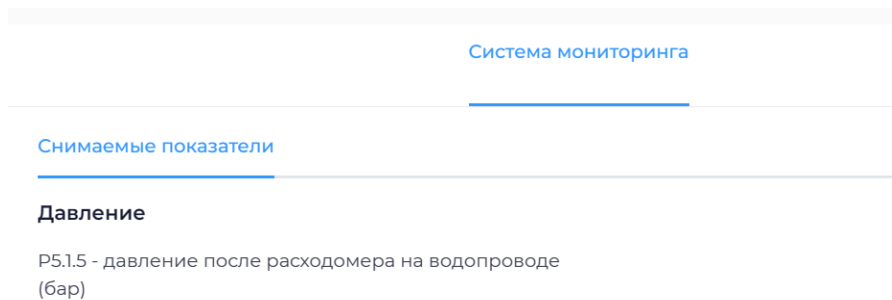 Система мониторинга
Снимаемые показатели
Давление
P5.1.5 - давление после расходомера на водопроводе
(бар)